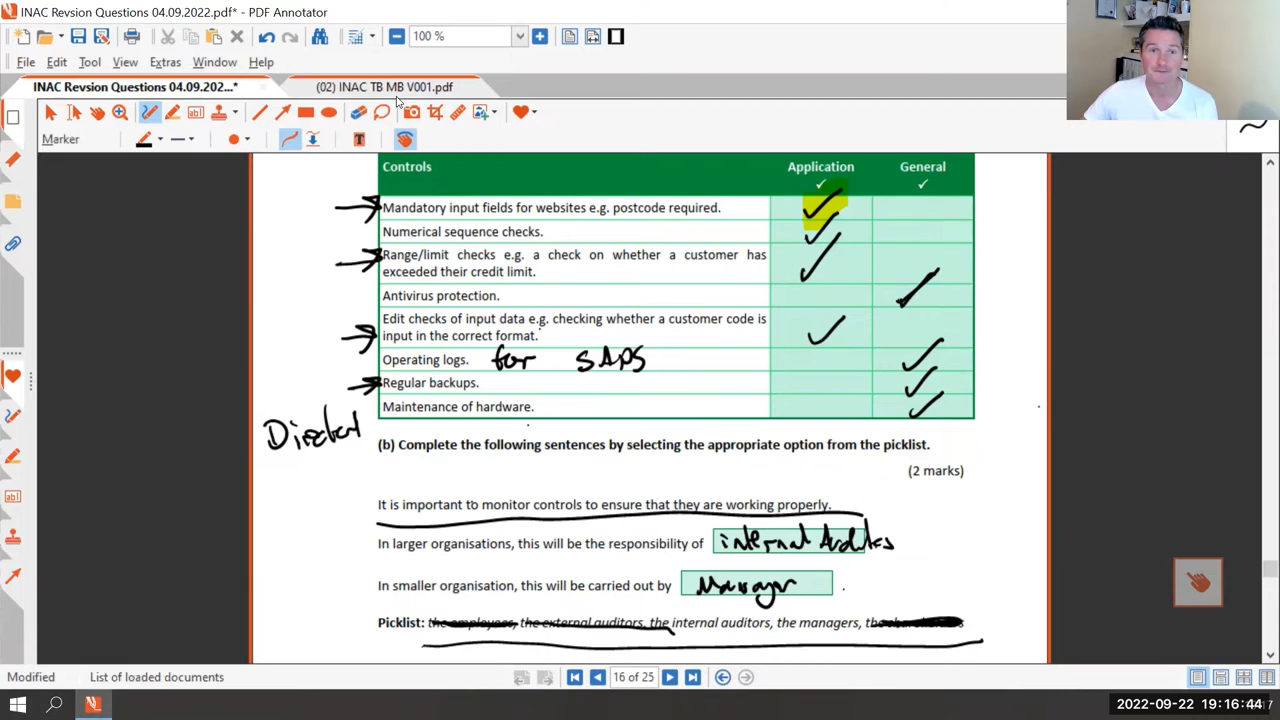 INAC Revision Questions 04.09.2022.pdf* - PDF Annotator
100 %
File Edit Tool View Extras Window Help
INAC Revsion Questions 04.09.202...*
(02) INAC TB MB V001.pdf
Marker
Controls Application General
✓ ✓
Mandatory input fields for websites e.g. postcode required.
Numerical sequence checks.
Range/limit checks e.g. a check on whether a customer has
exceeded their credit limit.
Antivirus protection.
Edit checks of input data e.g. checking whether a customer code is
input in the correct format.
Operating logs. for SAPS
Regular backups.
Maintenance of hardware.
(b) Complete the following sentences by selecting the appropriate option from the picklist.
(2 marks)
It is important to monitor controls to ensure that they are working properly.
In larger organisations, this will be the responsibility of internal Auditors
In smaller organisation, this will be carried out by Manager .
Picklist: the employees, the external auditors, the internal auditors, the managers, the shareholders
Modified List of loaded documents 16 of 25
2022-09-22 19:16:44